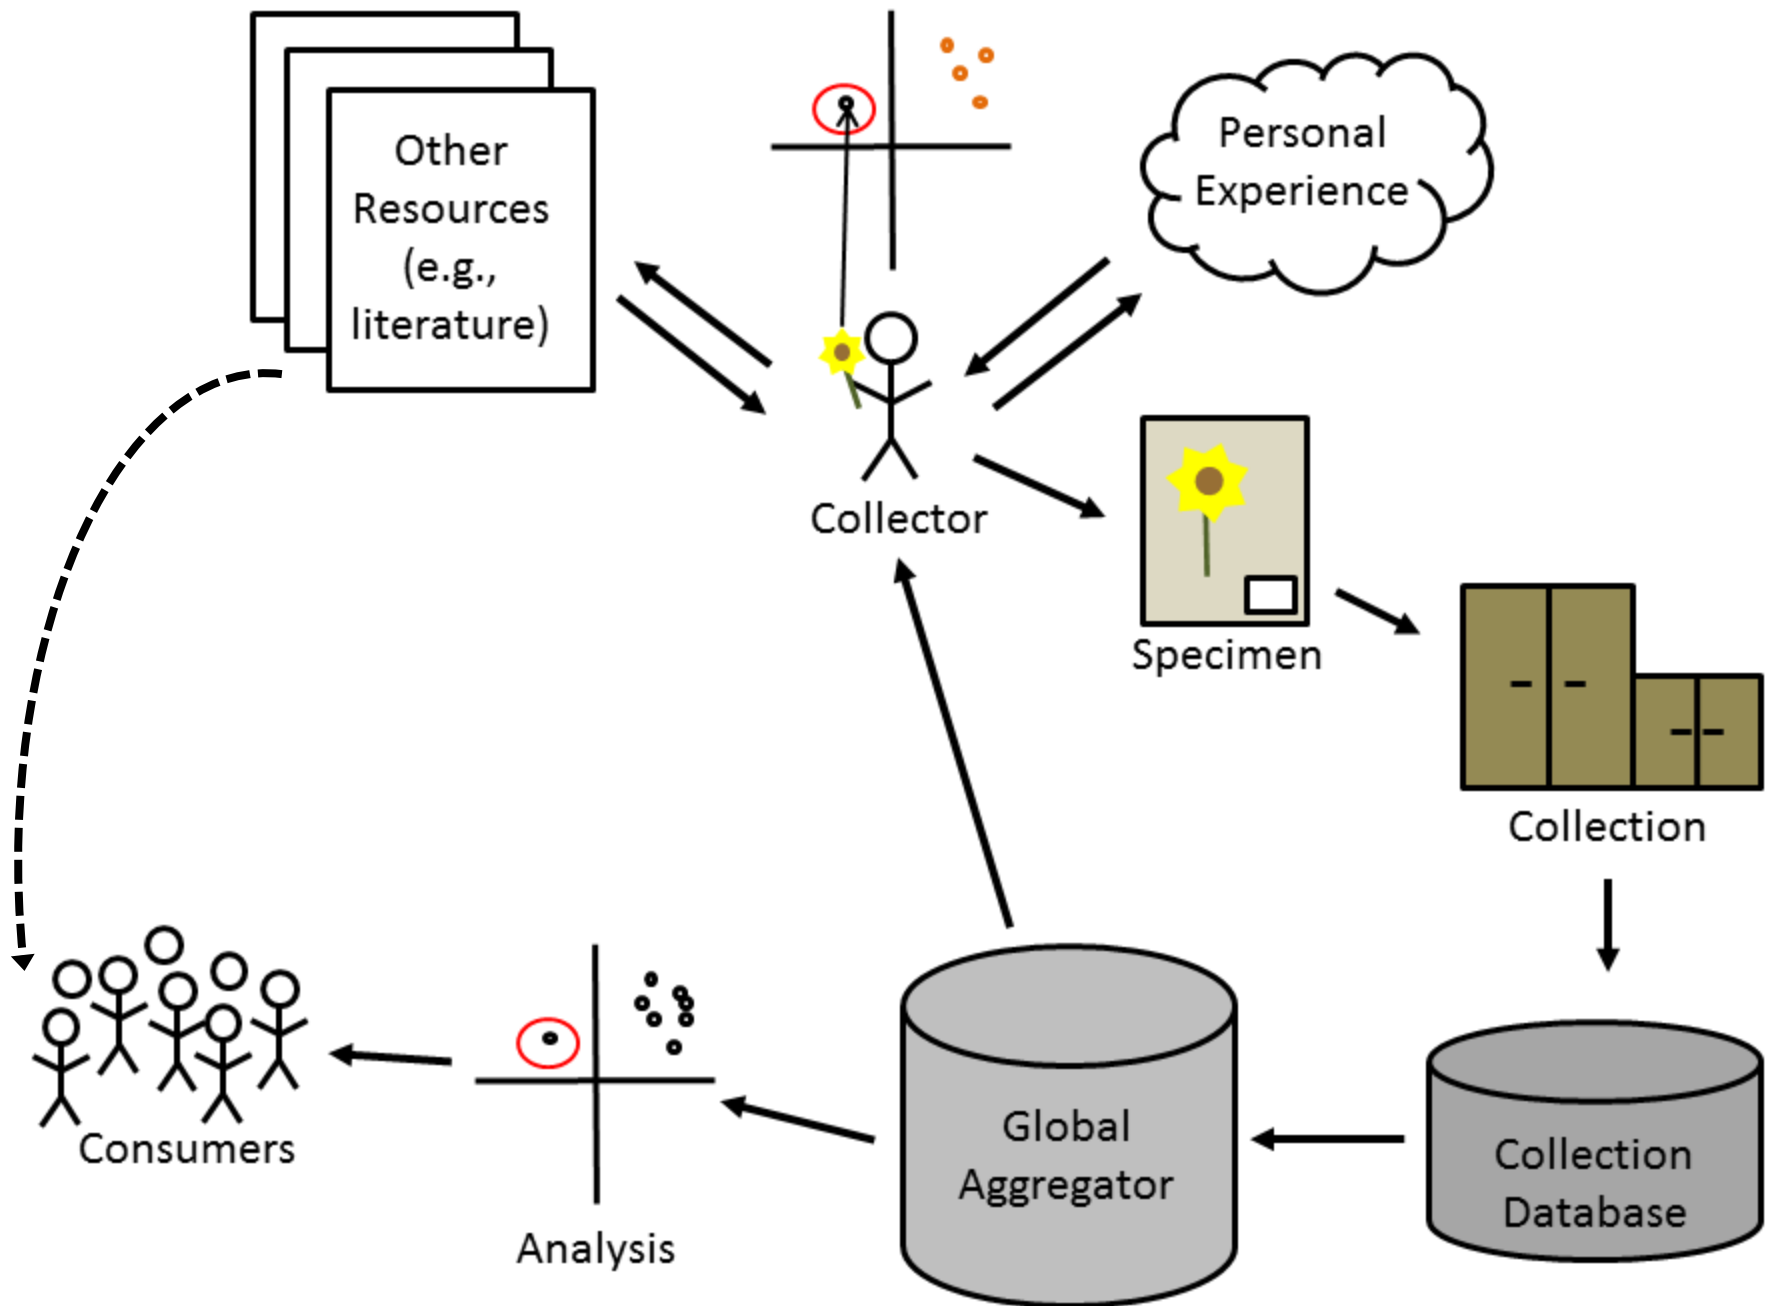 Other
Resources
(e.g.,
literature)
Personal
Experience
Collector
Specimen
Collection
Collection
Database
Global
Aggregator
Analysis
Consumers